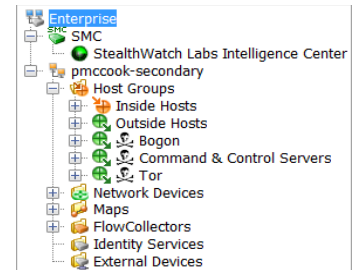 Enterprise
SMC
SMC
StealthWatch Labs Intelligence Center
pmccook-secondary
Host Groups
Inside Hosts
Outside Hosts
Bogon
Command & Control Servers
Tor
Network Devices
Maps
FlowCollectors
Identity Services
External Devices